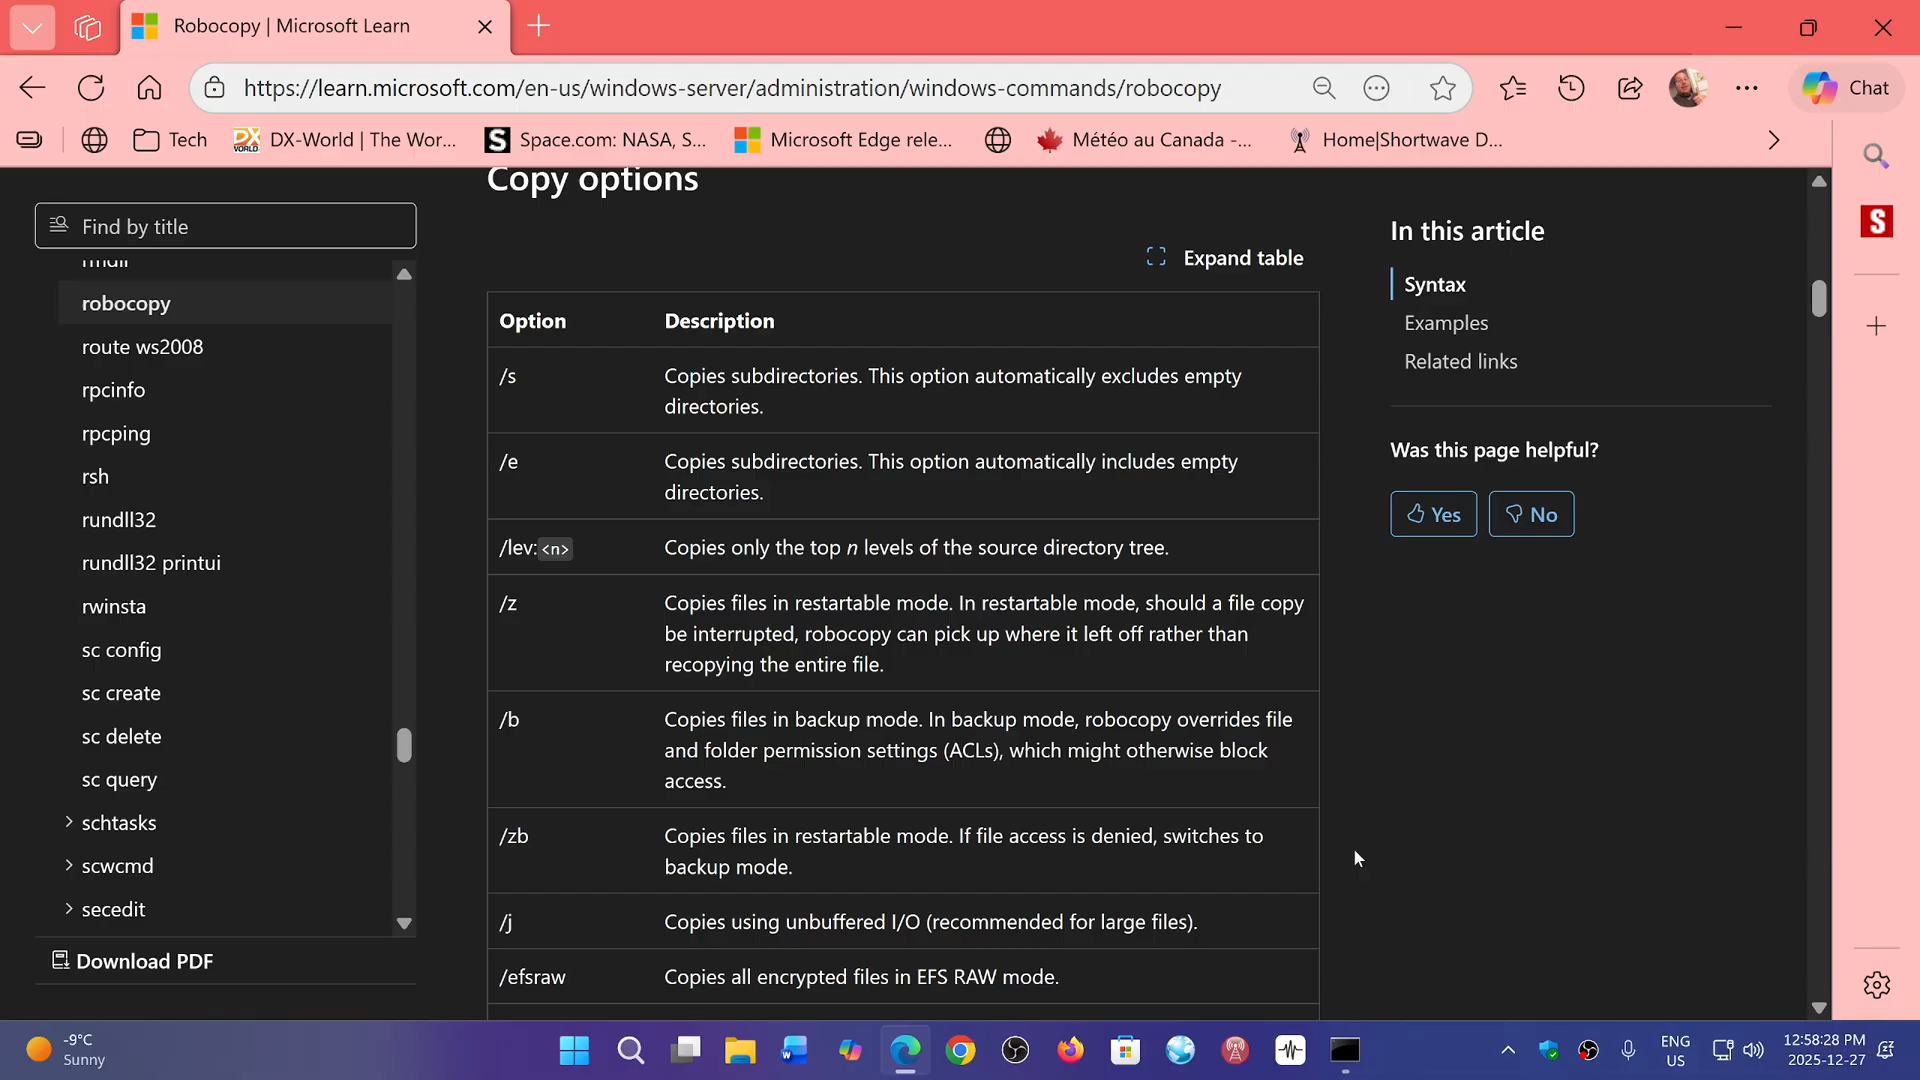 Robocopy | Microsoft Learn
https://learn.microsoft.com/en-us/windows-server/administration/windows-commands/robocopy
Chat
Tech
DX-World | The Wor...
Space.com: NASA, S...
Microsoft Edge rele...
Météo au Canada -...
Home|Shortwave D...
Find by title
rmdir
robocopy
route ws2008
rpcinfo
rpcping
rsh
rundll32
rundll32 printui
rwinsta
sc config
sc create
sc delete
sc query
schtasks
scwcmd
secedit
Download PDF
Copy options
Expand table
Option Description
/s Copies subdirectories. This option automatically excludes empty
directories.
/e Copies subdirectories. This option automatically includes empty
directories.
/lev:<n> Copies only the top n levels of the source directory tree.
/z Copies files in restartable mode. In restartable mode, should a file copy
be interrupted, robocopy can pick up where it left off rather than
recopying the entire file.
/b Copies files in backup mode. In backup mode, robocopy overrides file
and folder permission settings (ACLs), which might otherwise block
access.
/zb Copies files in restartable mode. If file access is denied, switches to
backup mode.
/j Copies using unbuffered I/O (recommended for large files).
/efsraw Copies all encrypted files in EFS RAW mode.
In this article
Syntax
Examples
Related links
Was this page helpful?
Yes No
-9°C
Sunny
ENG
US
12:58:28 PM
2025-12-27